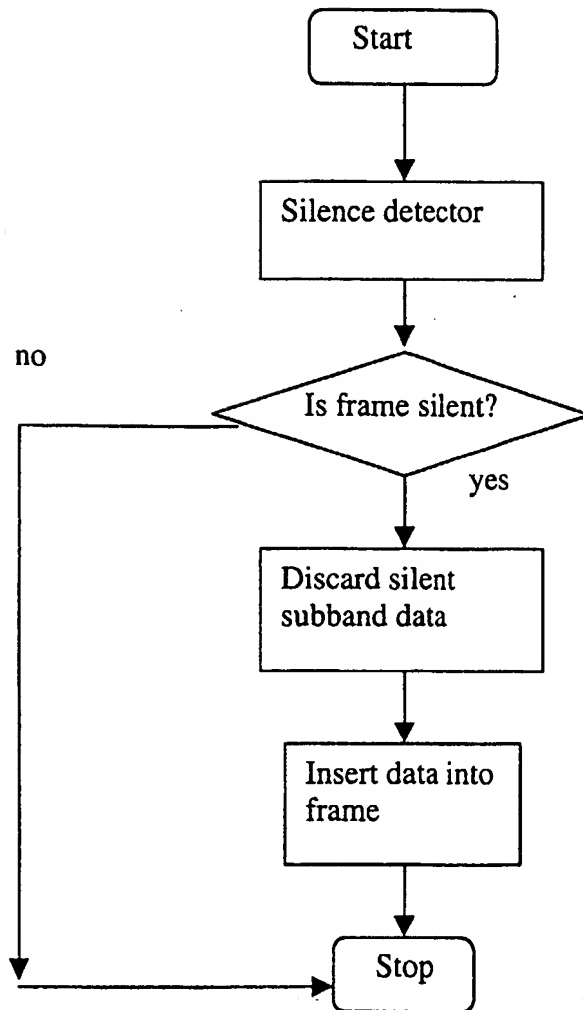 Start
Silence detector
no
Is frame silent?
yes
Discard silent
subband data
Insert data into
frame
Stop